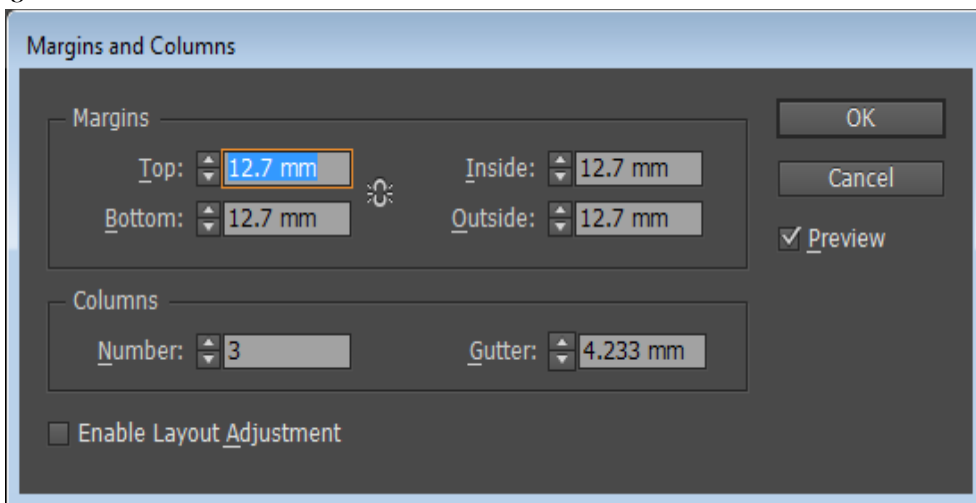 Margins and Columns
Margins
OK
Top: 12.7 mm Inside: 12.7 mm
Cancel
Bottom: 12.7 mm Outside: 12.7 mm
Preview
Columns
Number: 3 Gutter: 4.233 mm
Enable Layout Adjustment